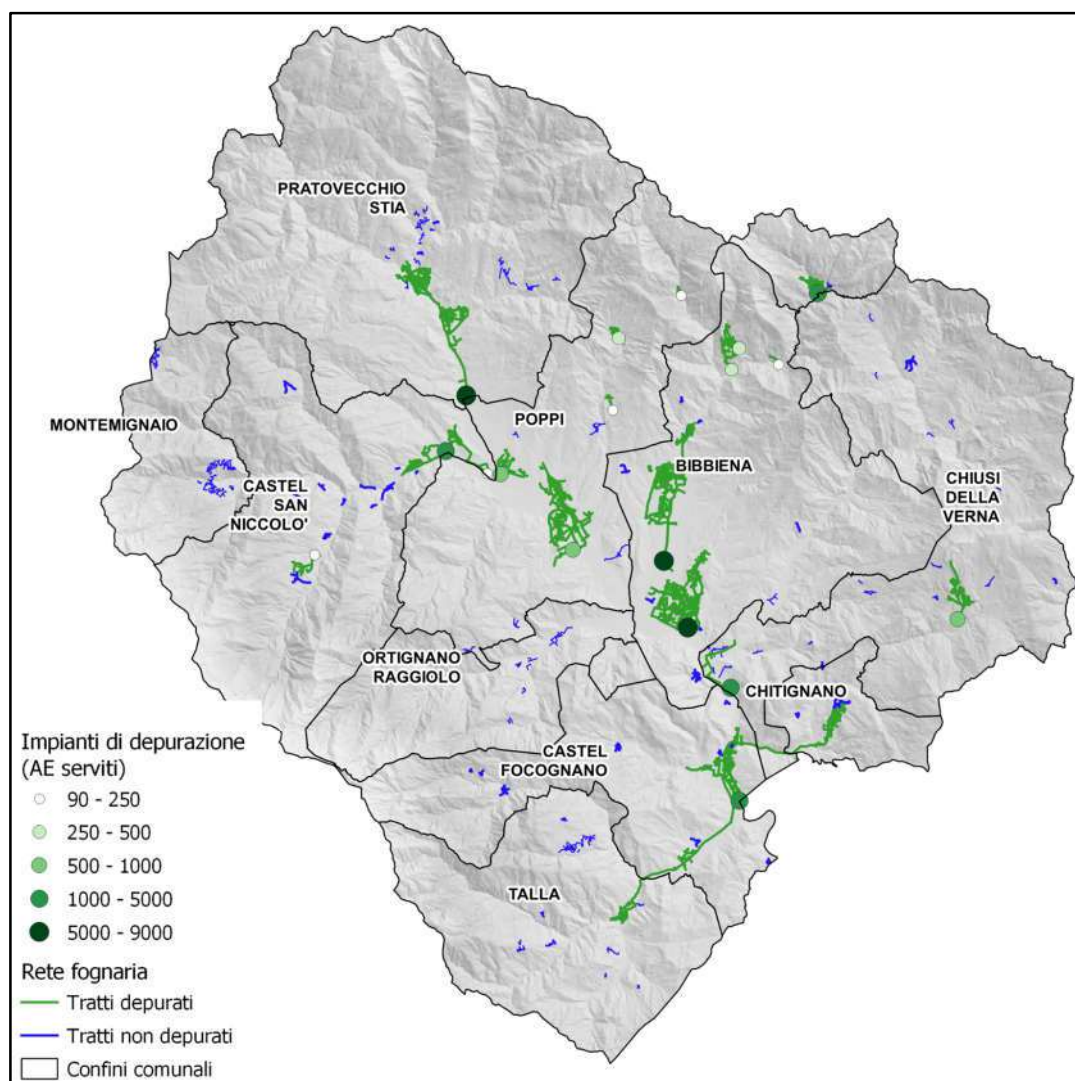 PRATOVECCHIO
STIA
MONTEMIGNAIO
POPPI
CASTEL
SAN
NICCOLO'
BIBBIENA
CHIUSI
DELLA
VERNA
ORTIGNANO
RAGGIOLO
CHITIGNANO
CASTEL
FOCOGNANO
TALLA
Impianti di depurazione
(AE serviti)
90 - 250
250 - 500
500 - 1000
1000 - 5000
5000 - 9000
Rete fognaria
Tratti depurati
Tratti non depurati
Confini comunali